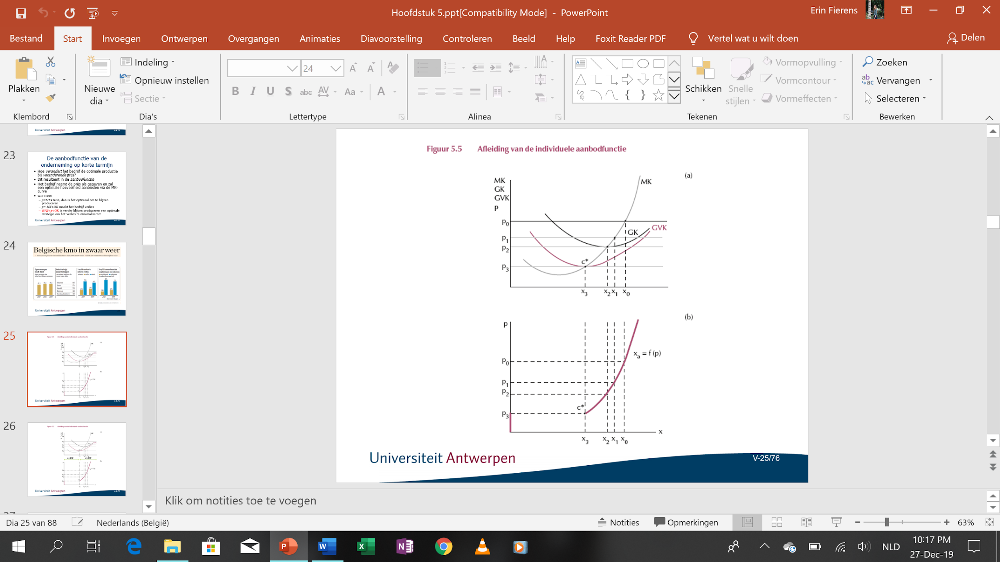 Hoofdstuk 5.ppt[Compatibility Mode] - PowerPoint
Erin Fierens
Bestand Start Invoegen Ontwerpen Overgangen Animaties Diavoorstelling Controleren Beeld Help Foxit Reader PDF Vertel wat u wilt doen Delen
Plakken
Klembord
Nieuwe
dia
Indeling
Opnieuw instellen
Sectie
Dia's
24
Lettertype
Alinea
Schikken
Snelle
stijlen
Vormopvulling
Vormcontour
Vormeffecten
Tekenen
Zoeken
Vervangen
Selecteren
Bewerken
Universiteit Antwerpen
23
De aanbodfunctie van de
onderneming op korte termijn
• Hoe verandert het bedrijf de optimale productie
bij veranderende prijs?
• Dit resulteert in de aanbodfunctie
• Het bedrijf neemt de prijs als gegeven en zal
een optimale hoeveelheid aanbieden via de MK-
curve
• wanneer
– p=MK>GVK, dan is het optimaal om te blijven
produceren
– p= MK<GK maakt het bedrijf verlies
– GVK<p<GK is verder blijven produceren een optimale
strategie om het verlies te minimaliseren!
Universiteit Antwerpen
24
Belgische kmo in zwaar weer
Universiteit Antwerpen
25
Universiteit Antwerpen
26
Universiteit Antwerpen
27
Figuur 5.5 Afleiding van de individuele aanbodfunctie
(a)
MK
GK
GVK
p
MK
p0
GK
GVK
p1
p2
c*
p3
x3 x2 x1 x0
(b)
p
xa = f (p)
p0
p1
p2
c*
p3
x
x3 x2 x1 x0
Universiteit Antwerpen
V-25/76
Klik om notities toe te voegen
Dia 25 van 88 Nederlands (België) Notities Opmerkingen 63%
NLD
10:17 PM
27-Dec-19